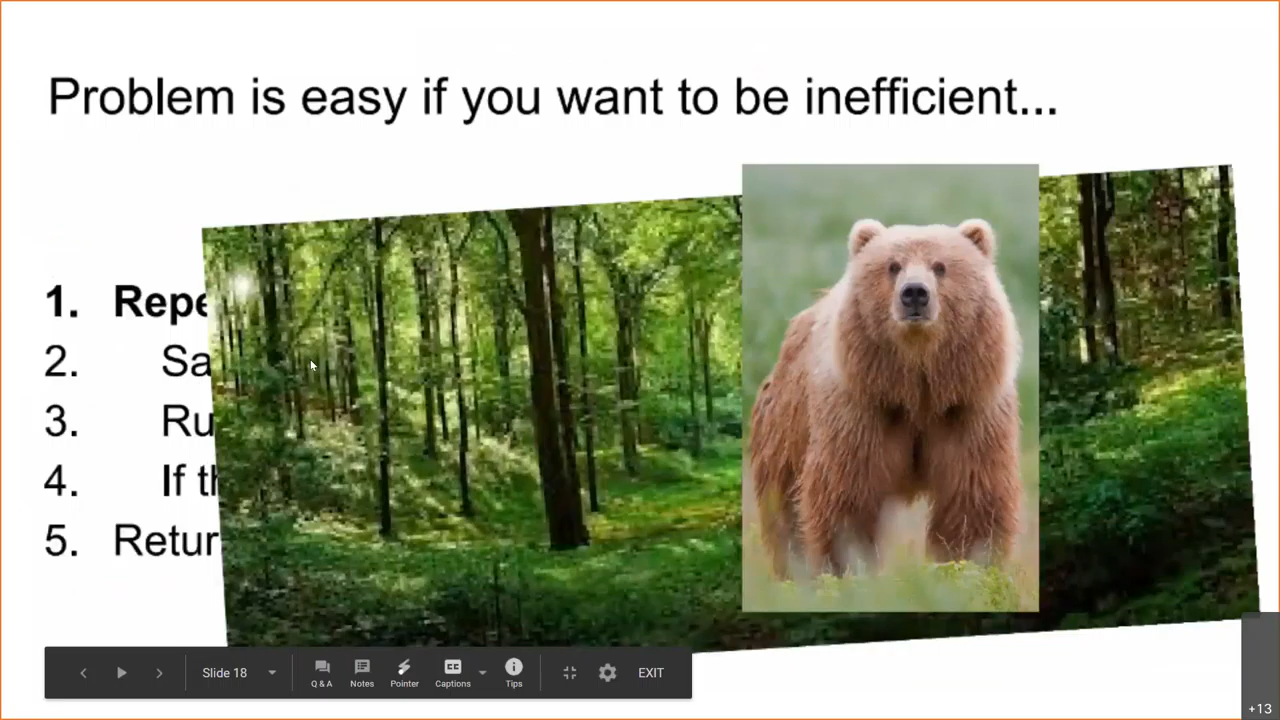 Problem is easy if you want to be inefficient...
1. Repe
2. Sa
3. Ru
4. If th
5. Retur
Slide 18 Q & A Notes Pointer CC Captions Tips EXIT
+13